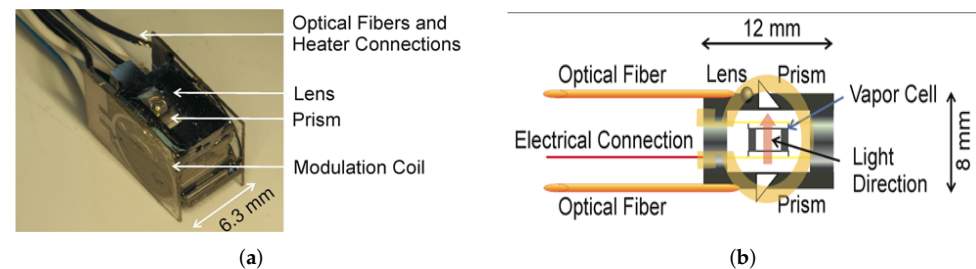 Optical Fibers and
Heater Connections
Lens
Prism
Modulation Coil
6.3 mm
(a)
12 mm
Optical Fiber
Lens
Prism
Vapor Cell
Electrical Connection
8 mm
Light
Direction
Optical Fiber
Prism
(b)